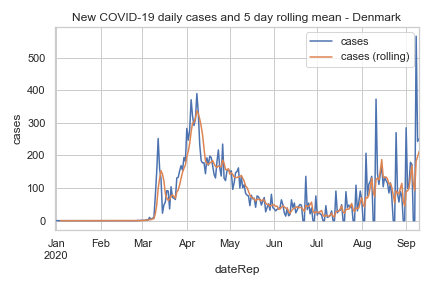 New COVID-19 daily cases and 5 day rolling mean - Denmark
cases
cases (rolling)
cases
500
400
300
200
100
0
Jan Feb Mar Apr May Jun Jul Aug Sep
2020
dateRep